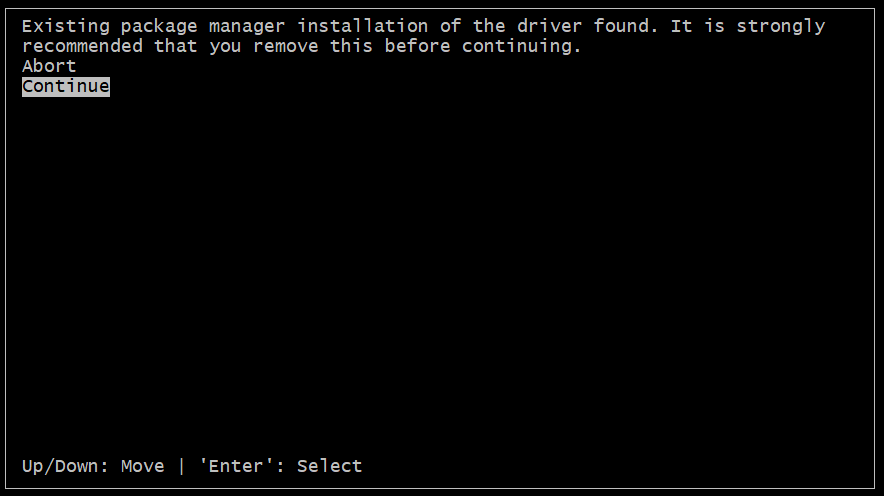 Existing package manager installation of the driver found. It is strongly
recommended that you remove this before continuing.
Abort
Continue
Up/Down: Move | 'Enter': Select